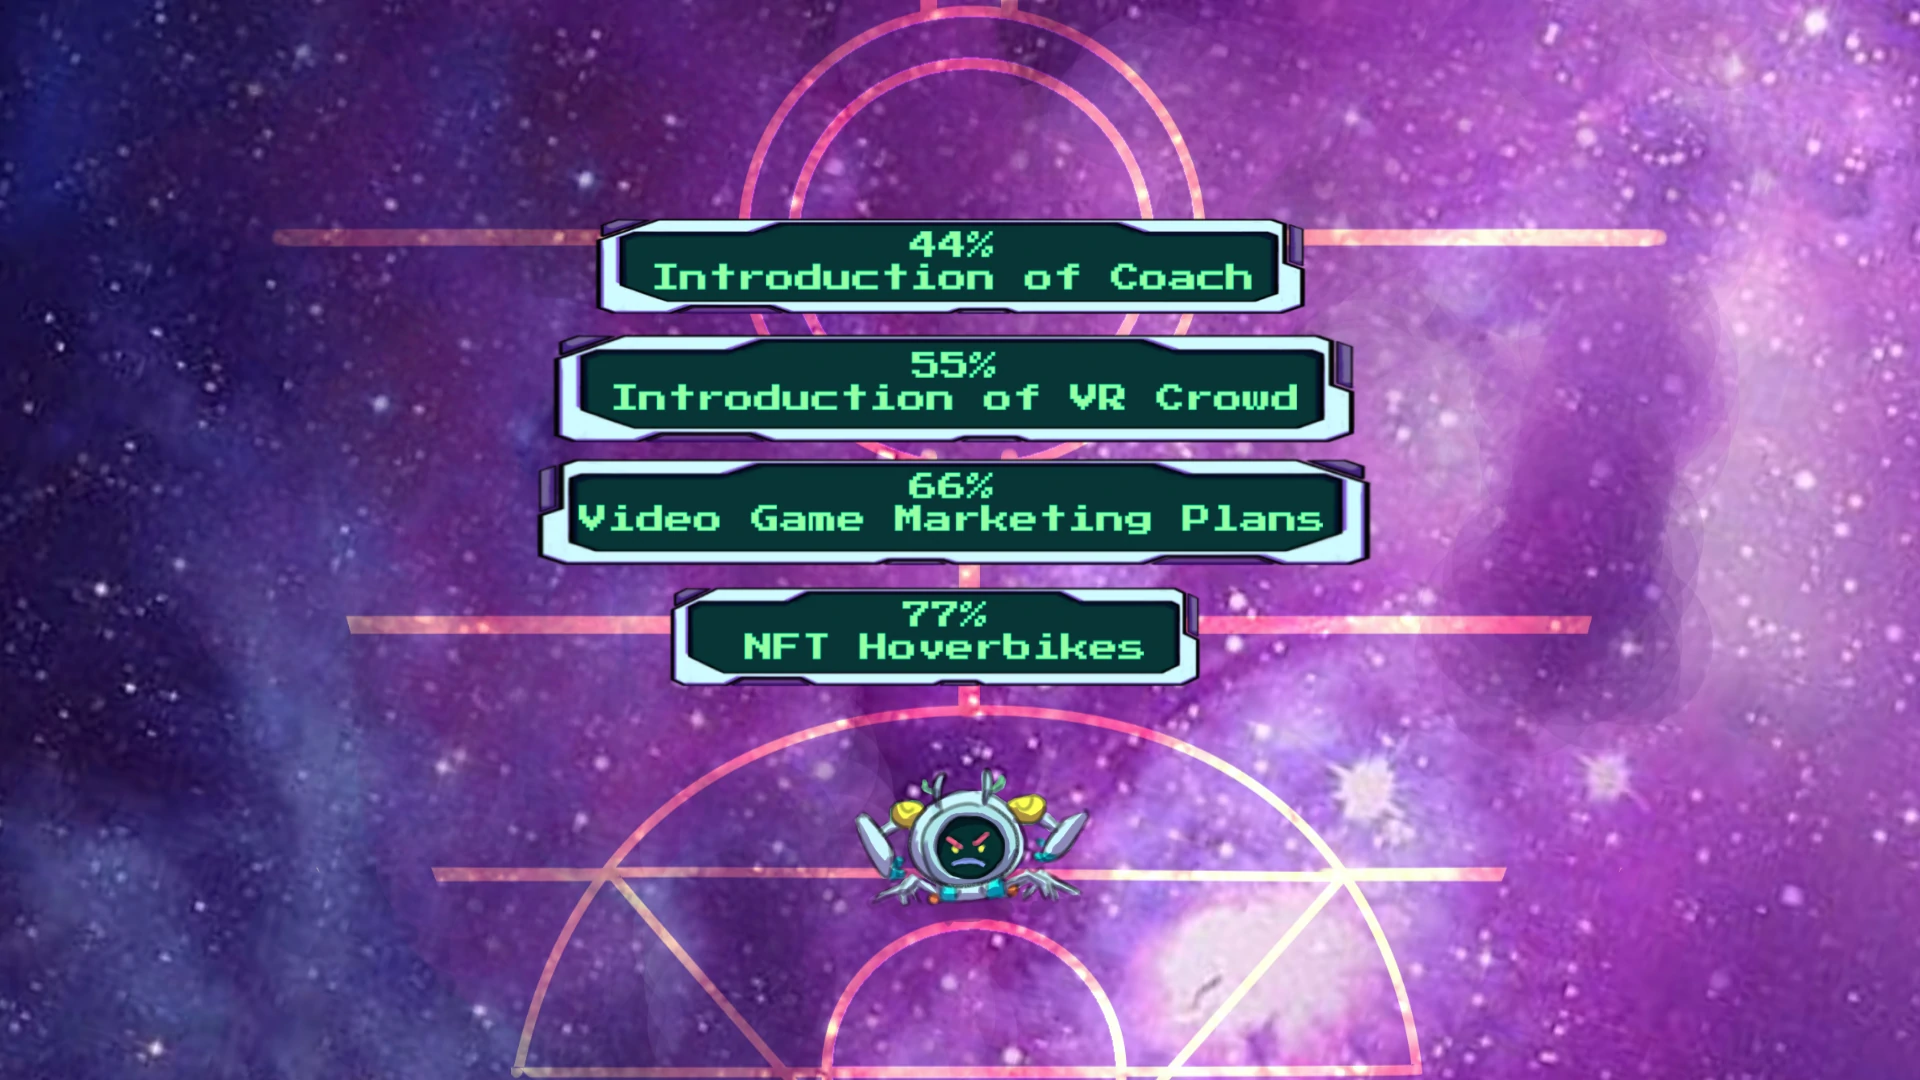 44%
Introduction of Coach
55%
Introduction of VR Crowd
66%
Video Game Marketing Plans
77%
NFT Hoverbikes